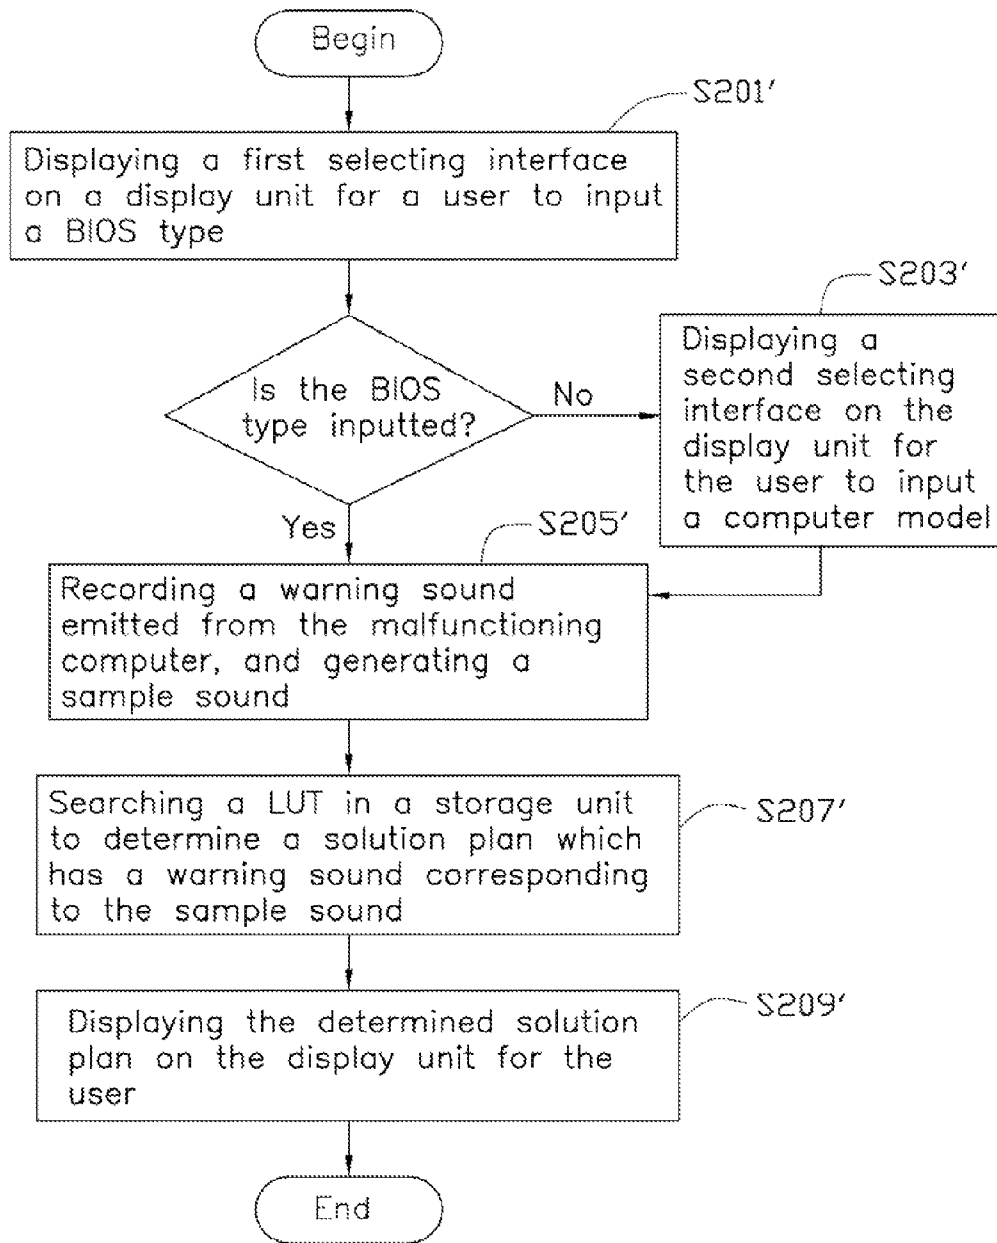 Begin
S201′
Displaying a first selecting interface
on a display unit for a user to input
a BIOS type
S203′
Displaying a
second selecting
interface on the
display unit for
the user to input
a computer model
Is the BIOS
type inputted?
No
Yes
S205′
Recording a warning sound
emitted from the malfunctioning
computer, and generating a
sample sound
Searching a LUT in a storage unit
to determine a solution plan which
has a warning sound corresponding
to the sample sound
S207′
Displaying the determined solution
plan on the display unit for the
user
S209′
End